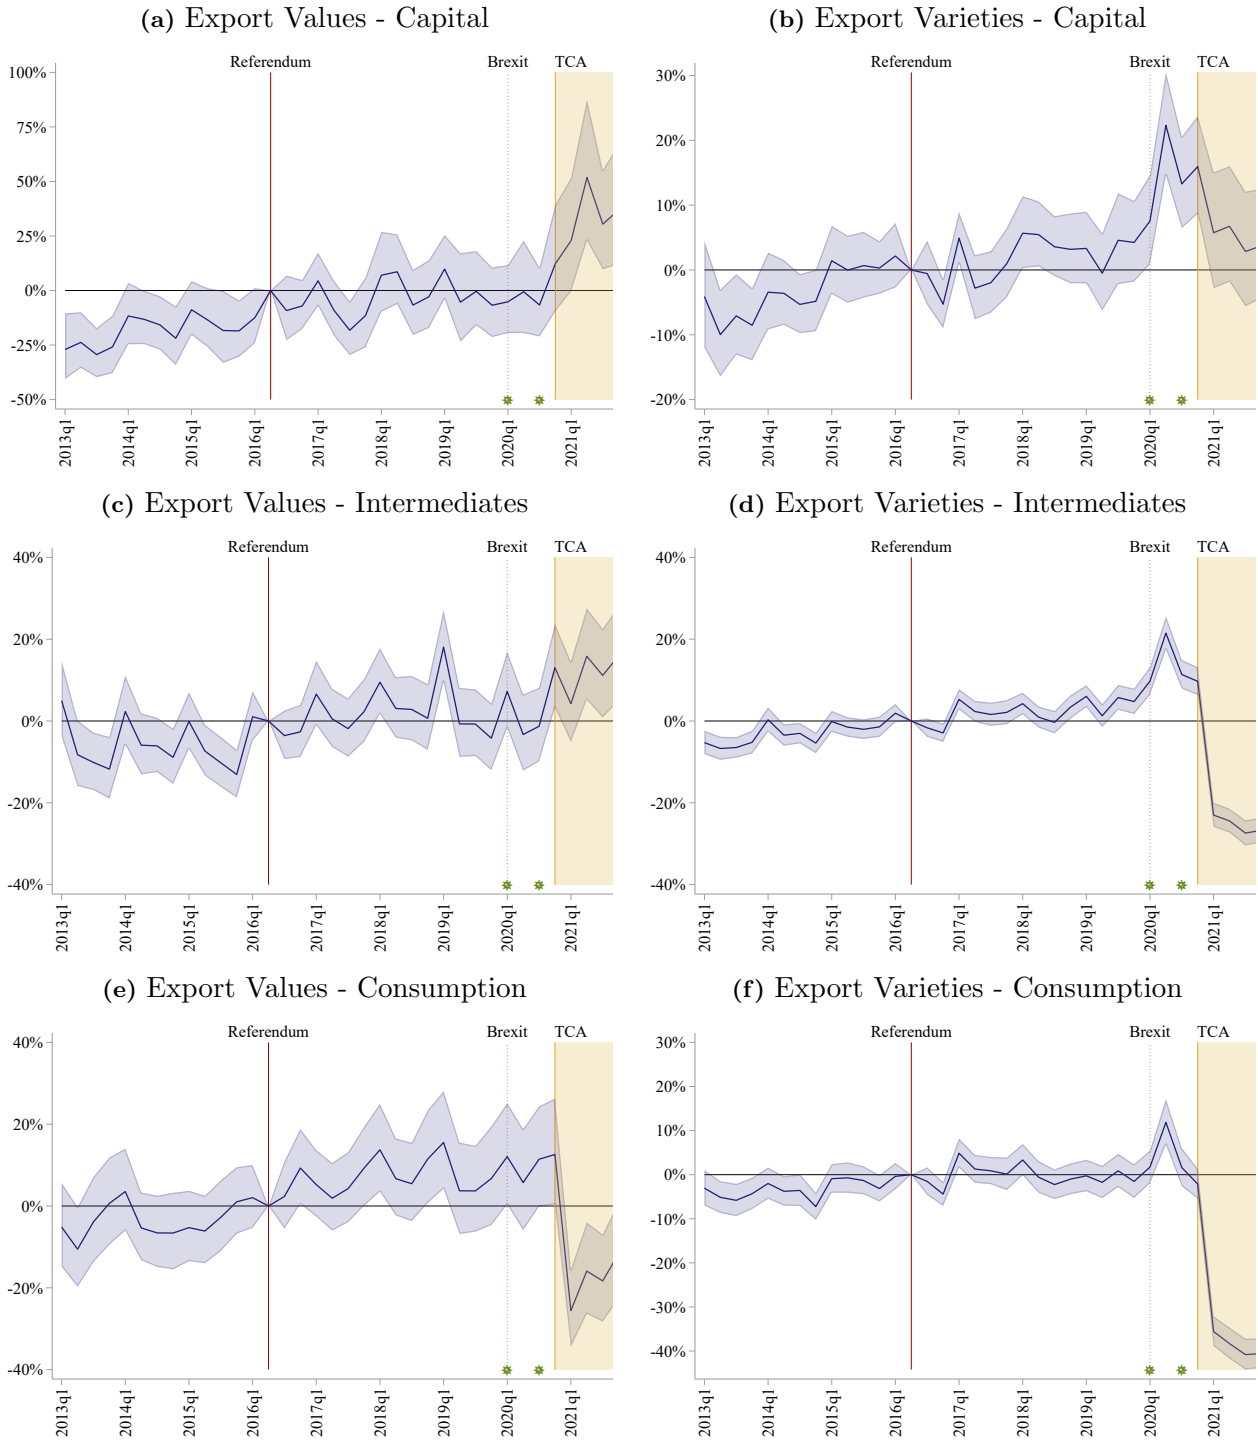 (a) Export Values - Capital
Referendum Brexit TCA
100%
75%
50%
25%
0%
-25%
-50%
2013q1 2014q1 2015q1 2016q1 2017q1 2018q1 2019q1 2020q1 2021q1
(b) Export Varieties - Capital
Referendum Brexit TCA
30%
20%
10%
0%
-10%
-20%
2013q1 2014q1 2015q1 2016q1 2017q1 2018q1 2019q1 2020q1 2021q1
(c) Export Values - Intermediates
Referendum Brexit TCA
40%
20%
0%
-20%
-40%
2013q1 2014q1 2015q1 2016q1 2017q1 2018q1 2019q1 2020q1 2021q1
(d) Export Varieties - Intermediates
Referendum Brexit TCA
40%
20%
0%
-20%
-40%
2013q1 2014q1 2015q1 2016q1 2017q1 2018q1 2019q1 2020q1 2021q1
(e) Export Values - Consumption
Referendum Brexit TCA
40%
20%
0%
-20%
-40%
2013q1 2014q1 2015q1 2016q1 2017q1 2018q1 2019q1 2020q1 2021q1
(f) Export Varieties - Consumption
Referendum Brexit TCA
30%
20%
10%
0%
-10%
-20%
-30%
-40%
2013q1 2014q1 2015q1 2016q1 2017q1 2018q1 2019q1 2020q1 2021q1